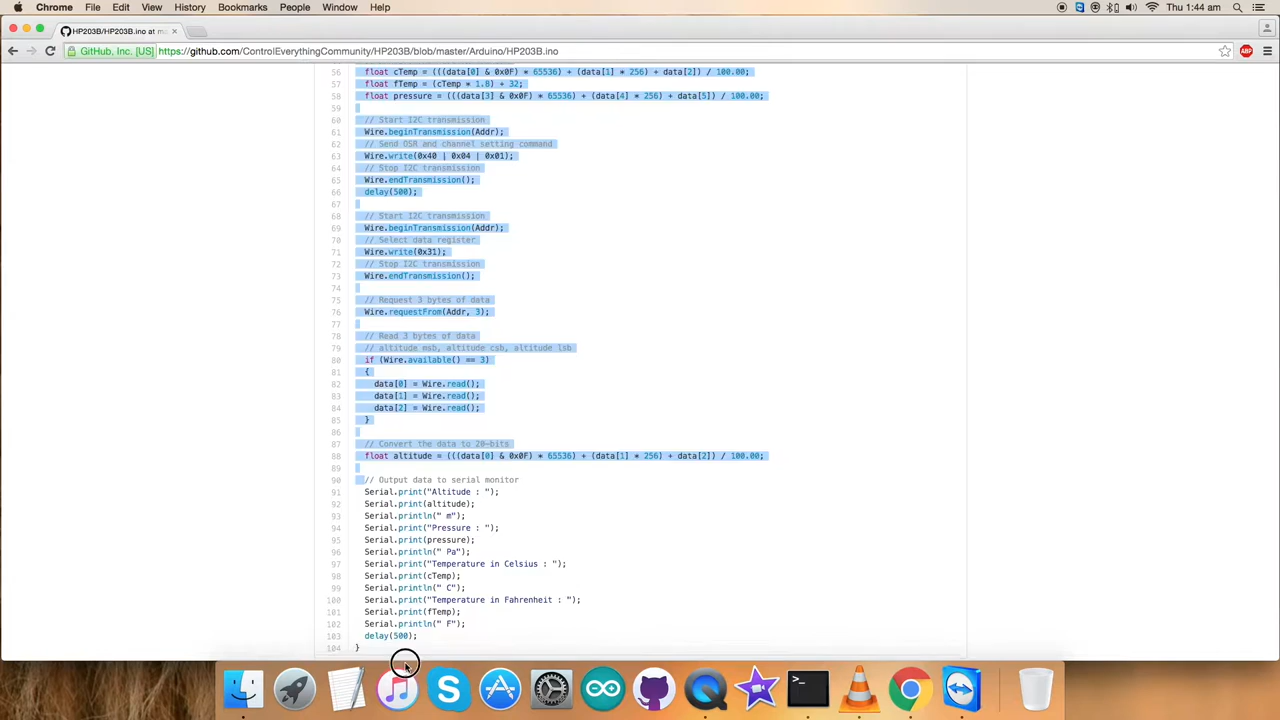 Chrome File Edit View History Bookmarks People Window Help Thu 1:44 am
HP203B/HP203B.ino at ma
GitHub, Inc. [US] https://github.com/ControlEverythingCommunity/HP203B/blob/master/Arduino/HP203B.ino
ABP
56 float cTemp = (((data[0] & 0x0F) * 65536) + (data[1] * 256) + data[2]) / 100.00;
57 float fTemp = (cTemp * 1.8) + 32;
58 float pressure = (((data[3] & 0x0F) * 65536) + (data[4] * 256) + data[5]) / 100.00;
59
60 // Start I2C transmission
61 Wire.beginTransmission(Addr);
62 // Send OSR and channel setting command
63 Wire.write(0x40 | 0x04 | 0x01);
64 // Stop I2C transmission
65 Wire.endTransmission();
66 delay(500);
67
68 // Start I2C transmission
69 Wire.beginTransmission(Addr);
70 // Select data register
71 Wire.write(0x31);
72 // Stop I2C transmission
73 Wire.endTransmission();
74
75 // Request 3 bytes of data
76 Wire.requestFrom(Addr, 3);
77
78 // Read 3 bytes of data
79 // altitude msb, altitude csb, altitude lsb
80 if (Wire.available() == 3)
81 {
82 data[0] = Wire.read();
83 data[1] = Wire.read();
84 data[2] = Wire.read();
85 }
86
87 // Convert the data to 20-bits
88 float altitude = (((data[0] & 0x0F) * 65536) + (data[1] * 256) + data[2]) / 100.00;
89
90 // Output data to serial monitor
91 Serial.print("Altitude : ");
92 Serial.print(altitude);
93 Serial.println(" m");
94 Serial.print("Pressure : ");
95 Serial.print(pressure);
96 Serial.println(" Pa");
97 Serial.print("Temperature in Celsius : ");
98 Serial.print(cTemp);
99 Serial.println(" C");
100 Serial.print("Temperature in Fahrenheit : ");
101 Serial.print(fTemp);
102 Serial.println(" F");
103 delay(500);
104 }